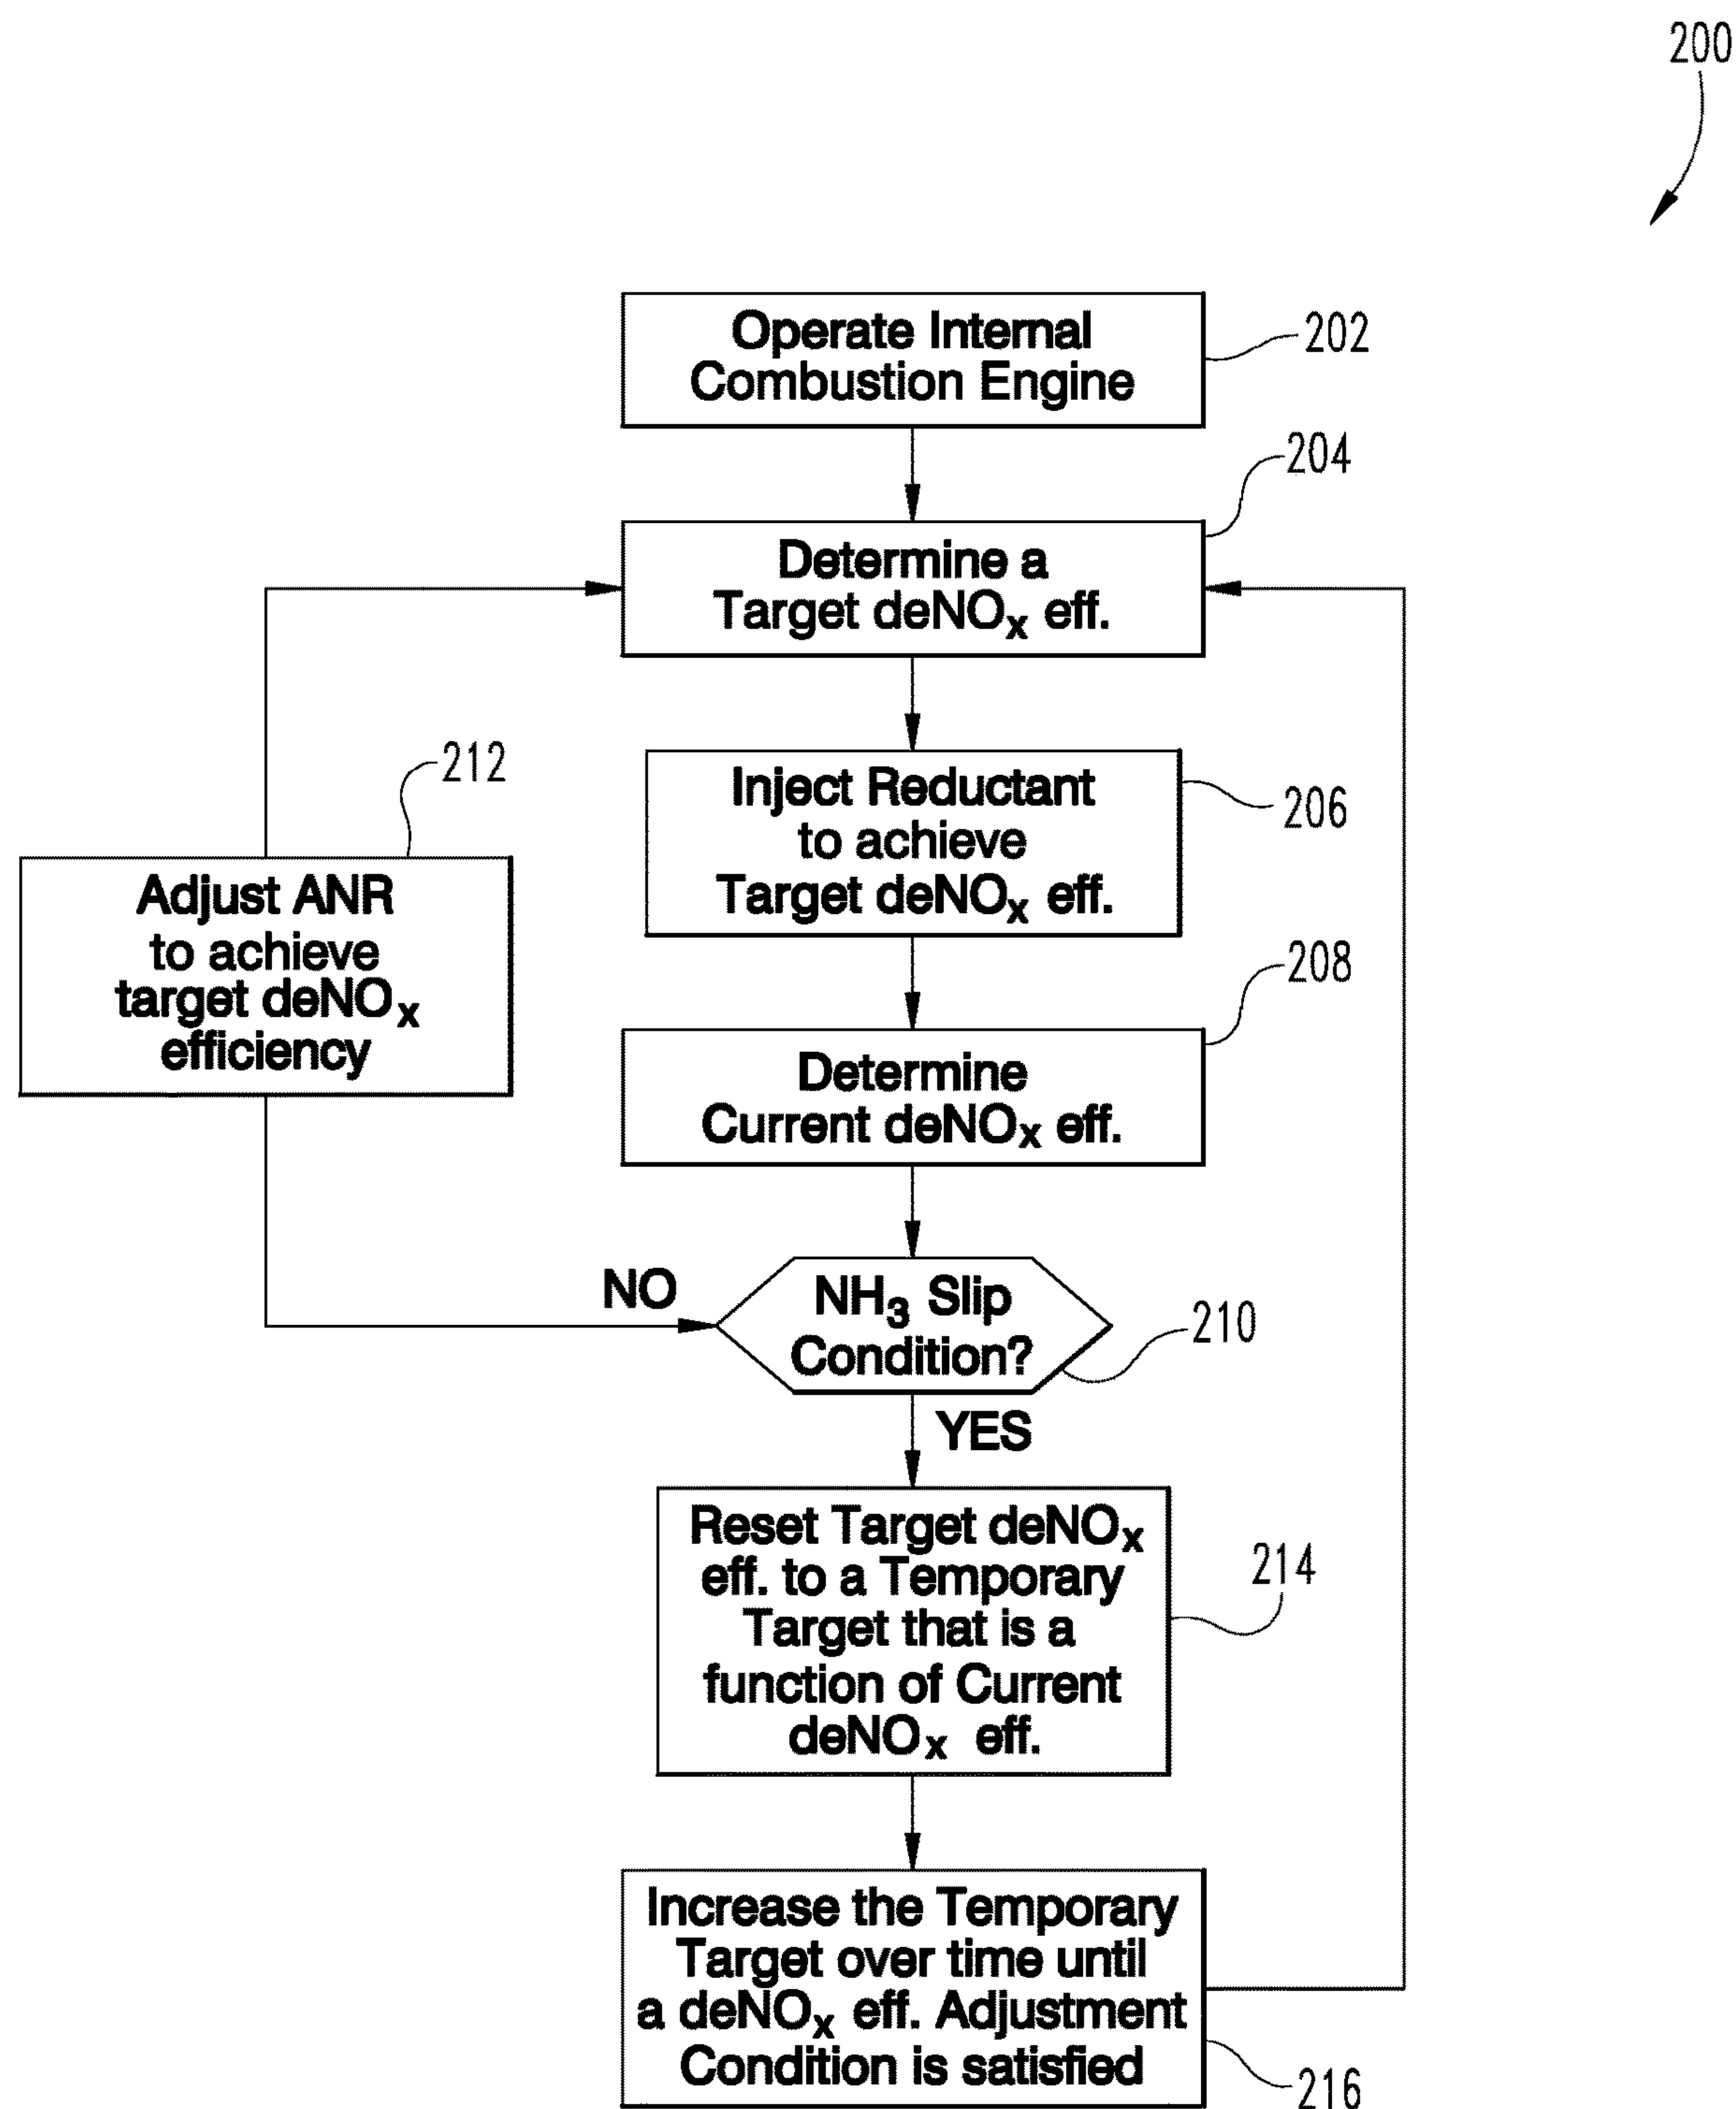 200
Operate Internal
Combustion Engine
202
204
Determine a
Target deNOx eff.
212
Inject Reductant
to achieve
Target deNOx eff.
206
Adjust ANR
to achieve
target deNOx
efficiency
208
Determine
Current deNOx eff.
NO
NH3 Slip
Condition?
210
YES
Reset Target deNOx
eff. to a Temporary
Target that is a
function of Current
deNOx eff.
214
Increase the Temporary
Target over time until
a deNOx eff. Adjustment
Condition is satisfied
216